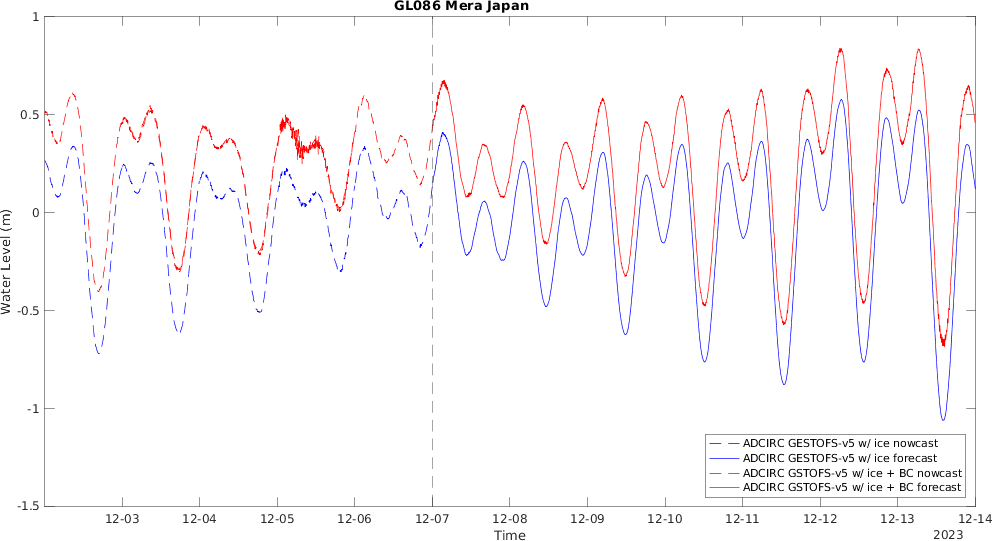 GL086 Mera Japan
Water Level (m)
1
0.5
0
-0.5
-1
-1.5
ADCIRC GESTOFS-v5 w/ ice nowcast
ADCIRC GESTOFS-v5 w/ ice forecast
ADCIRC GSTOFS-v5 w/ ice + BC nowcast
ADCIRC GSTOFS-v5 w/ ice + BC forecast
12-03 12-04 12-05 12-06 12-07 12-08 12-09 12-10 12-11 12-12 12-13 12-14
Time
2023